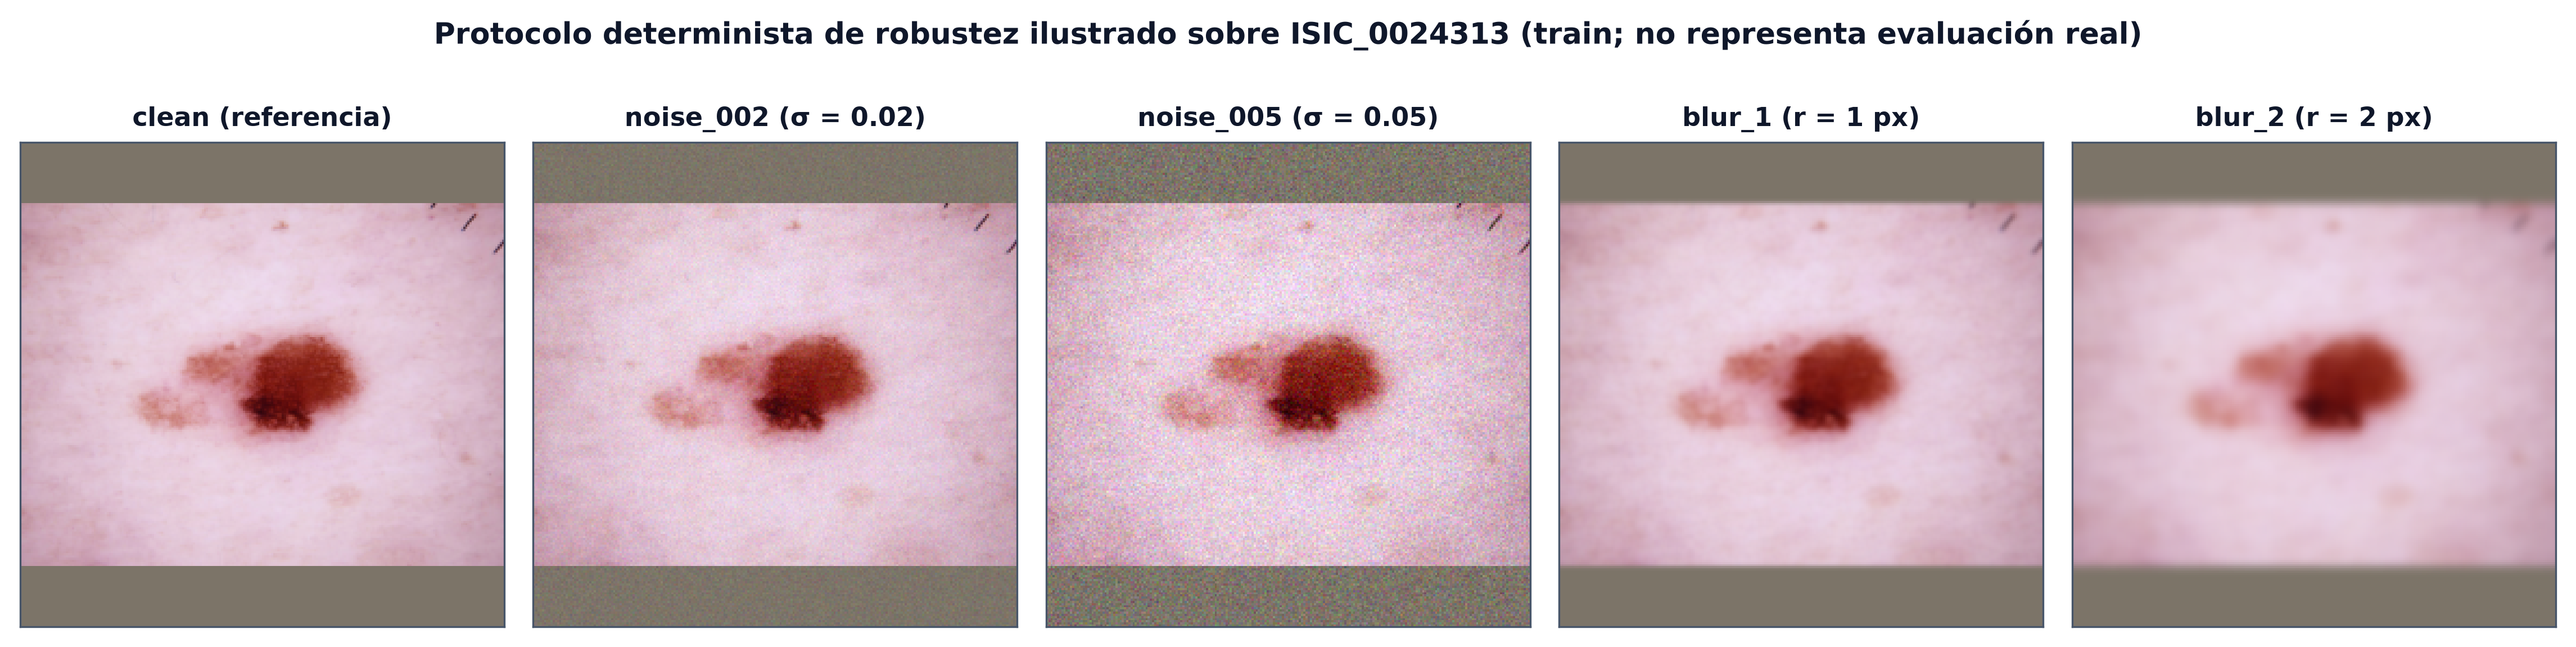 Protocolo determinista de robustez ilustrado sobre ISIC_0024313 (train; no representa evaluación real)
clean (referencia)
noise_002 (σ = 0.02)
noise_005 (σ = 0.05)
blur_1 (r = 1 px)
blur_2 (r = 2 px)